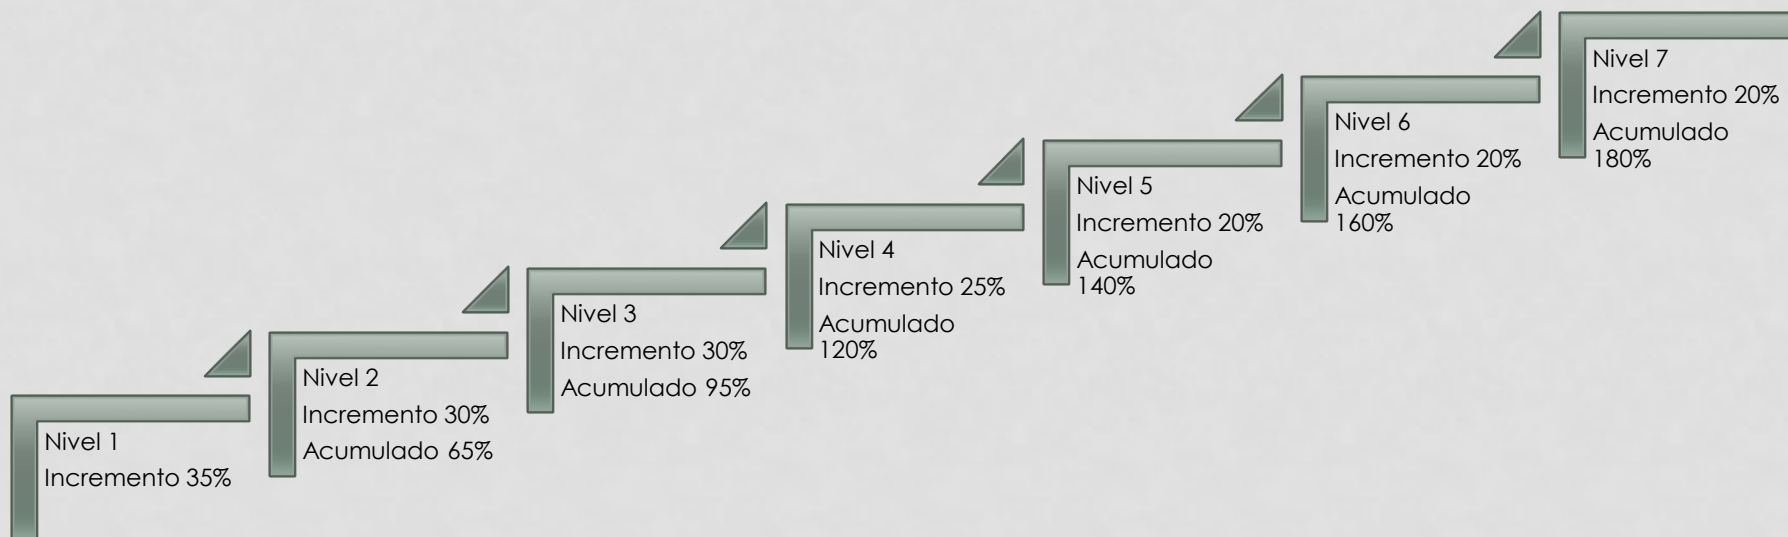 Nivel 1
Incremento 35%
Nivel 2
Incremento 30%
Acumulado 65%
Nivel 3
Incremento 30%
Acumulado 95%
Nivel 4
Incremento 25%
Acumulado
120%
Nivel 5
Incremento 20%
Acumulado
140%
Nivel 6
Incremento 20%
Acumulado
160%
Nivel 7
Incremento 20%
Acumulado
180%